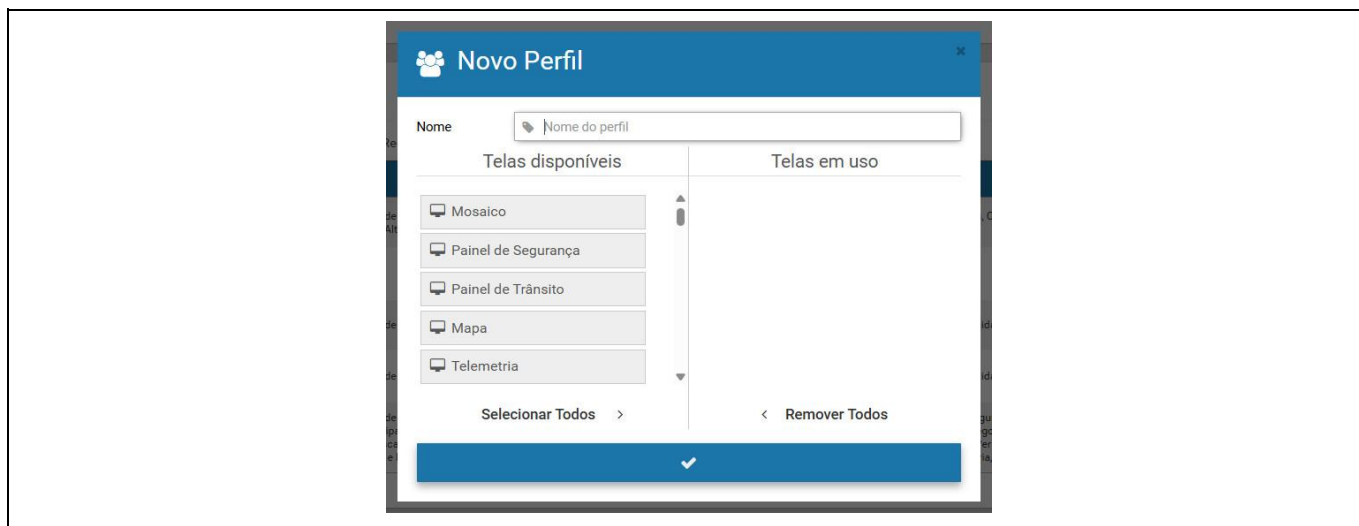 Novo Perfil
Nome
Nome do perfil
Telas disponíveis
Telas em uso
Mosaico
Painel de Segurança
Painel de Trânsito
Mapa
Telemetria
Selecionar Todos >
< Remover Todos